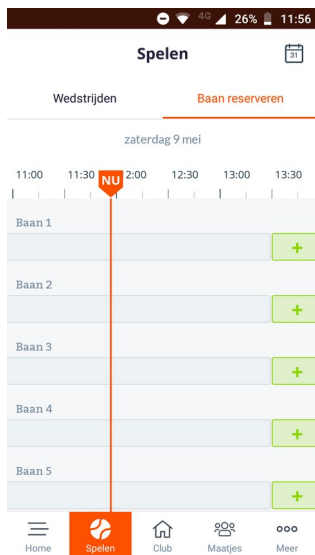 4G 26% 11:56
Spelen 31
Wedstrijden Baan reserveren
zaterdag 9 mei
11:00 11:30 NU 2:00 12:30 13:00 13:30
Baan 1
+
Baan 2
+
Baan 3
+
Baan 4
+
Baan 5
+
Home Spelen Club Maatjes Meer